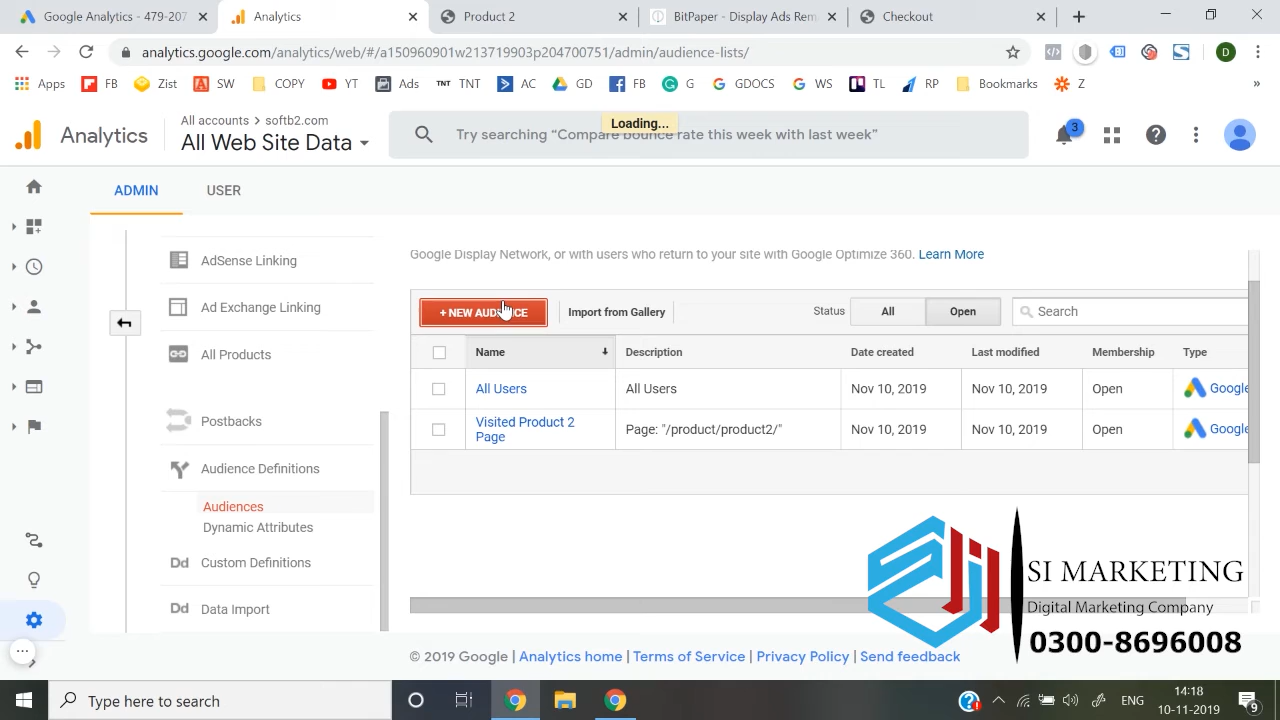 Google Analytics - 479-207
Analytics
Product 2
BitPaper - Display Ads Rem
Checkout
analytics.google.com/analytics/web/#/a150960901w213719903p204700751/admin/audience-lists/
D
Apps FB Zist SW COPY YT Ads TNT TNT AC GD FB G GDOCS WS TL RP Bookmarks Z »
Analytics
All accounts > softb2.com
All Web Site Data
Try searching “Compare bounce rate this week with last week”
Loading...
3
ADMIN USER
AdSense Linking
Ad Exchange Linking
All Products
Postbacks
Audience Definitions
Audiences
Dynamic Attributes
Dd Custom Definitions
Dd Data Import
Google Display Network, or with users who return to your site with Google Optimize 360. Learn More
+ NEW AUDIENCE Import from Gallery Status All Open Search
Name Description Date created Last modified Membership Type
All Users All Users Nov 10, 2019 Nov 10, 2019 Open Google
Visited Product 2
Page Page: "/product/product2/" Nov 10, 2019 Nov 10, 2019 Open Google
SI MARKETING
Digital Marketing Company
0300-8696008
© 2019 Google | Analytics home | Terms of Service | Privacy Policy | Send feedback
Type here to search
ENG
14:18
10-11-2019
9